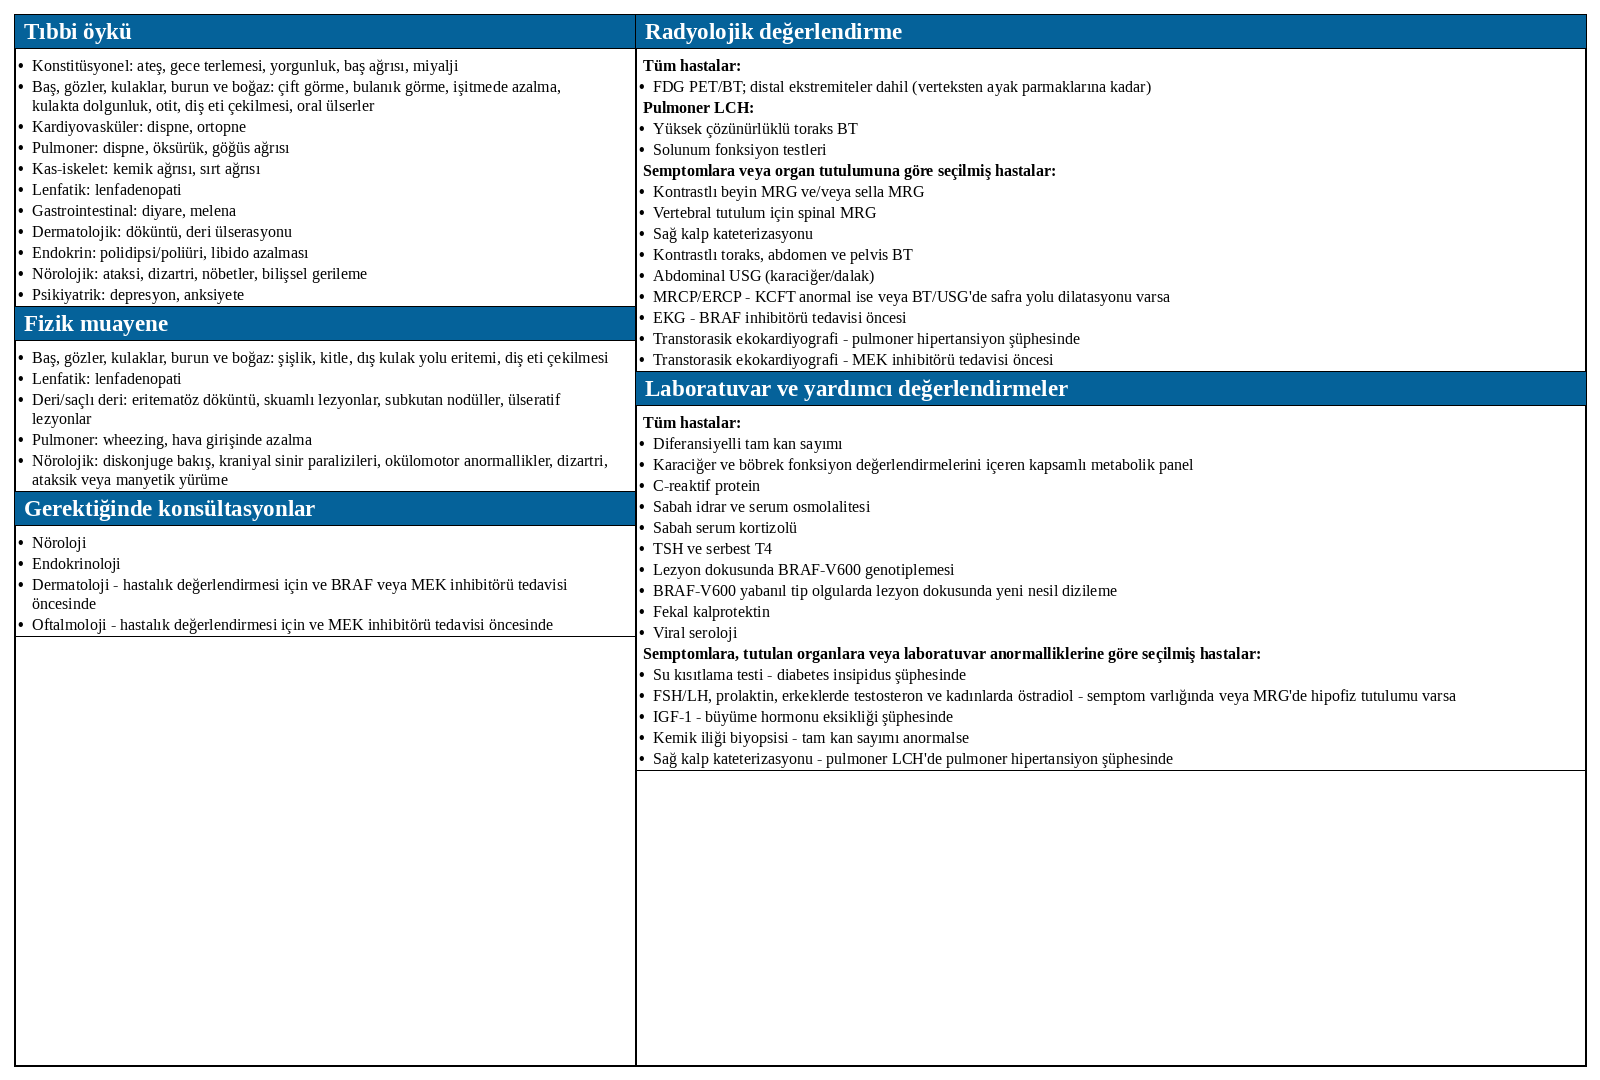 Tıbbi öykü
• Konstitüsyonel: ateş, gece terlemesi, yorgunluk, baş ağrısı, miyalji
• Baş, gözler, kulaklar, burun ve boğaz: çift görme, bulanık görme, işitmede azalma,
kulakta dolgunluk, otit, diş eti çekilmesi, oral ülserler
• Kardiyovasküler: dispne, ortopne
• Pulmoner: dispne, öksürük, göğüs ağrısı
• Kas-iskelet: kemik ağrısı, sırt ağrısı
• Lenfatik: lenfadenopati
• Gastrointestinal: diyare, melena
• Dermatolojik: döküntü, deri ülserasyonu
• Endokrin: polidipsi/poliüri, libido azalması
• Nörolojik: ataksi, dizartri, nöbetler, bilişsel gerileme
• Psikiyatrik: depresyon, anksiyete
Fizik muayene
• Baş, gözler, kulaklar, burun ve boğaz: şişlik, kitle, dış kulak yolu eritemi, diş eti çekilmesi
• Lenfatik: lenfadenopati
• Deri/saçlı deri: eritematöz döküntü, skuamlı lezyonlar, subkutan nodüller, ülseratif
lezyonlar
• Pulmoner: wheezing, hava girişinde azalma
• Nörolojik: diskonjuge bakış, kraniyal sinir paralizileri, okülomotor anormallikler, dizartri,
ataksik veya manyetik yürüme
Gerektiğinde konsültasyonlar
• Nöroloji
• Endokrinoloji
• Dermatoloji - hastalık değerlendirmesi için ve BRAF veya MEK inhibitörü tedavisi
öncesinde
• Oftalmoloji - hastalık değerlendirmesi için ve MEK inhibitörü tedavisi öncesinde
Radyolojik değerlendirme
Tüm hastalar:
• FDG PET/BT; distal ekstremiteler dahil (verteksten ayak parmaklarına kadar)
Pulmoner LCH:
• Yüksek çözünürlüklü toraks BT
• Solunum fonksiyon testleri
Semptomlara veya organ tutulumuna göre seçilmiş hastalar:
• Kontrastlı beyin MRG ve/veya sella MRG
• Vertebral tutulum için spinal MRG
• Sağ kalp kateterizasyonu
• Kontrastlı toraks, abdomen ve pelvis BT
• Abdominal USG (karaciğer/dalak)
• MRCP/ERCP - KCFT anormal ise veya BT/USG'de safra yolu dilatasyonu varsa
• EKG - BRAF inhibitörü tedavisi öncesi
• Transtorasik ekokardiyografi - pulmoner hipertansiyon şüphesinde
• Transtorasik ekokardiyografi - MEK inhibitörü tedavisi öncesi
Laboratuvar ve yardımcı değerlendirmeler
Tüm hastalar:
• Diferansiyelli tam kan sayımı
• Karaciğer ve böbrek fonksiyon değerlendirmelerini içeren kapsamlı metabolik panel
• C-reaktif protein
• Sabah idrar ve serum osmolalitesi
• Sabah serum kortizolü
• TSH ve serbest T4
• Lezyon dokusunda BRAF-V600 genotiplemesi
• BRAF-V600 yabanıl tip olgularda lezyon dokusunda yeni nesil dizileme
• Fekal kalprotektin
• Viral seroloji
Semptomlara, tutulan organlara veya laboratuvar anormalliklerine göre seçilmiş hastalar:
• Su kısıtlama testi - diabetes insipidus şüphesinde
• FSH/LH, prolaktin, erkeklerde testosteron ve kadınlarda östradiol - semptom varlığında veya MRG'de hipofiz tutulumu varsa
• IGF-1 - büyüme hormonu eksikliği şüphesinde
• Kemik iliği biyopsisi - tam kan sayımı anormalse
• Sağ kalp kateterizasyonu - pulmoner LCH'de pulmoner hipertansiyon şüphesinde